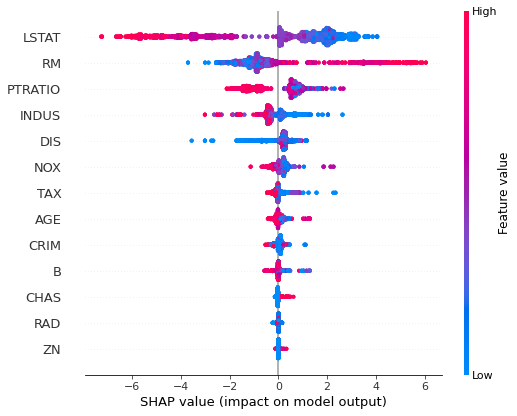 High
LSTAT
RM
PTRATIO
INDUS
DIS
NOX
TAX
AGE
CRIM
B
CHAS
RAD
ZN
Feature value
Low
−6 −4 −2 0 2 4 6
SHAP value (impact on model output)